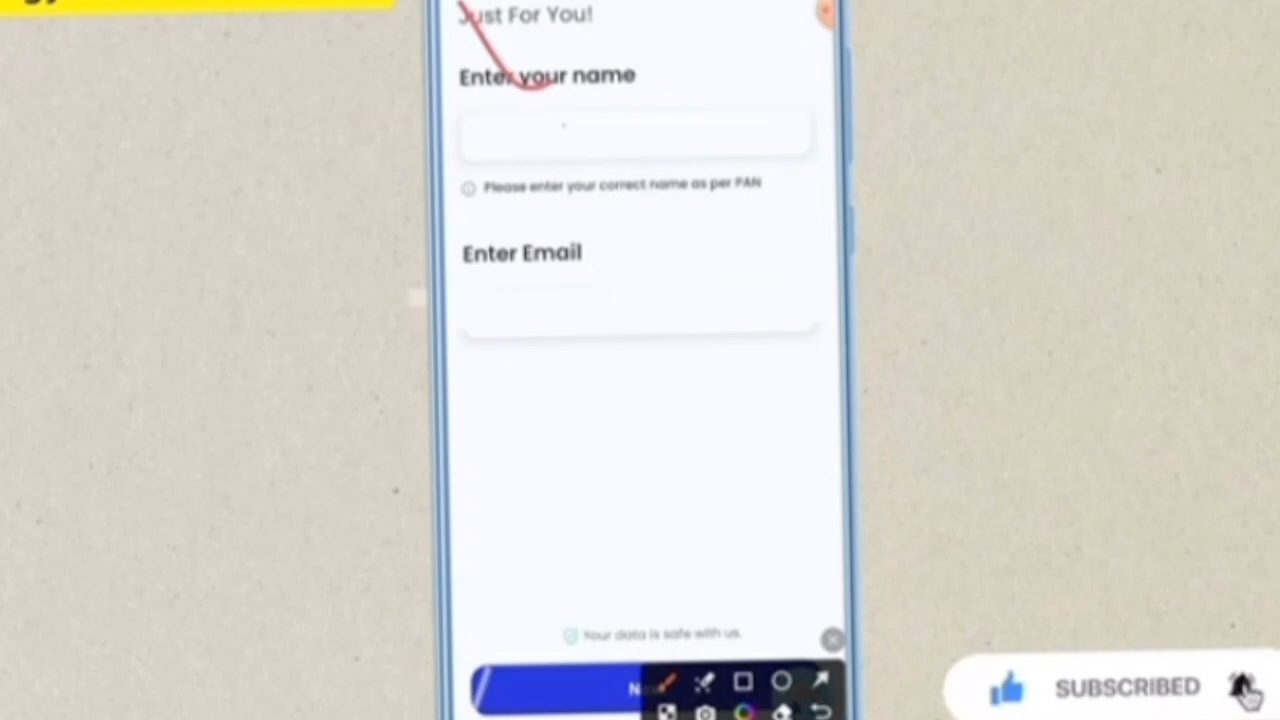 Just For You!
Enter your name
Please enter your correct name as per PAN
Enter Email
Your data is safe with us.
SUBSCRIBED